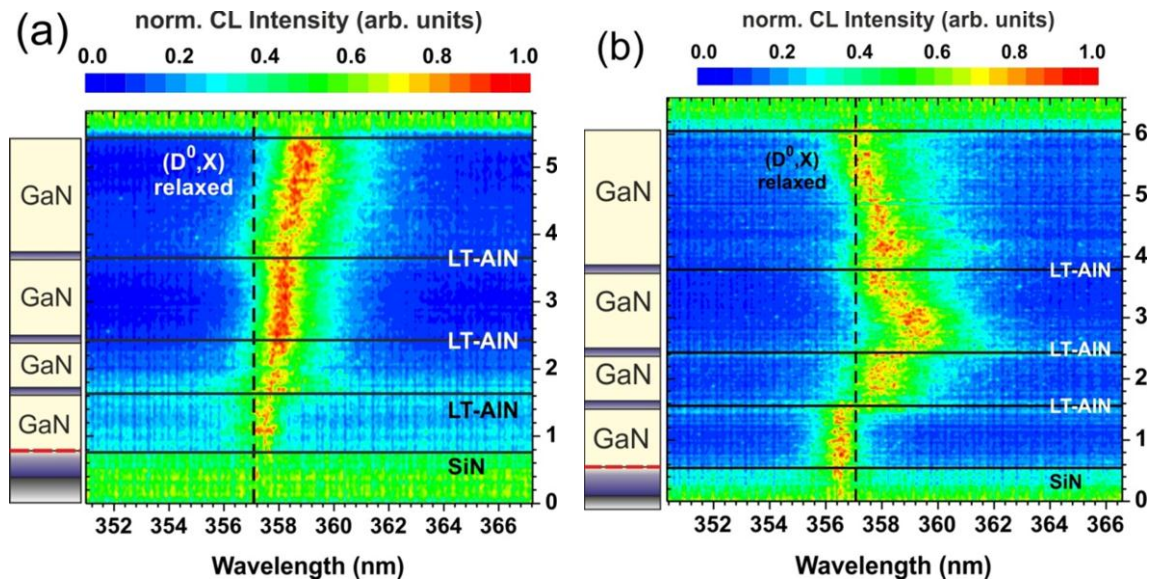 (a)
norm. CL Intensity (arb. units)
0.0 0.2 0.4 0.6 0.8 1.0
(D⁰,X)
relaxed
GaN
GaN
GaN
GaN
LT-AlN
LT-AlN
LT-AlN
SiN
5
4
3
2
1
0
352 354 356 358 360 362 364 366
Wavelength (nm)
(b)
norm. CL Intensity (arb. units)
0.0 0.2 0.4 0.6 0.8 1.0
(D⁰,X)
relaxed
GaN
GaN
GaN
GaN
LT-AlN
LT-AlN
LT-AlN
SiN
6
5
4
3
2
1
0
352 354 356 358 360 362 364 366
Wavelength (nm)